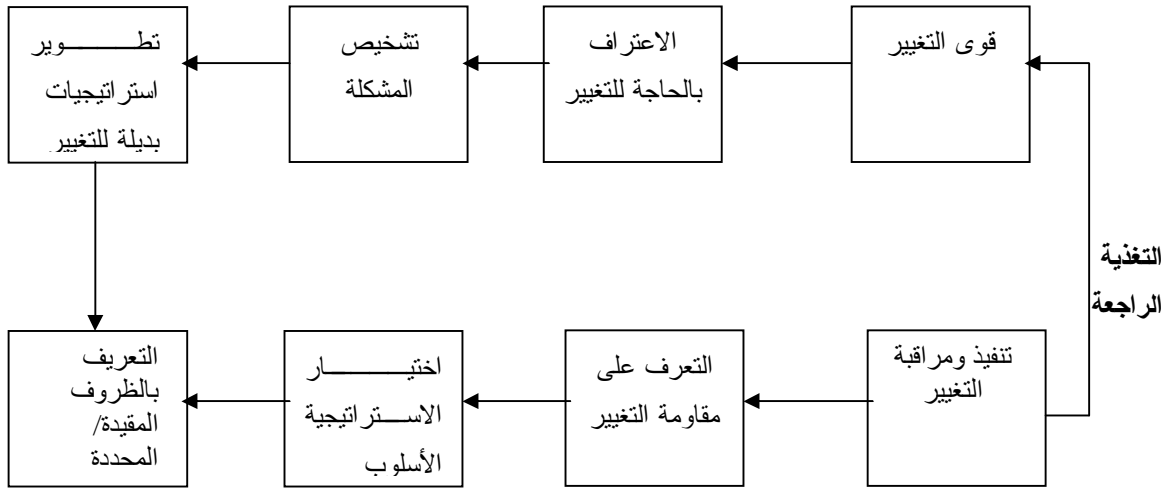 قوى التغيير
الاعتراف
بالحاجة للتغيير
تشخيص
المشكلة
تطــــــــوير
استراتيجيات
بديلة للتغيير
التغذية
الراجعة
تنفيذ ومراقبة
التغيير
التعرف على
مقاومة التغيير
اختيـــــــــار
الاســـتراتيجية
الأسلوب
التعريف
بالظروف
المقيدة/
المحددة